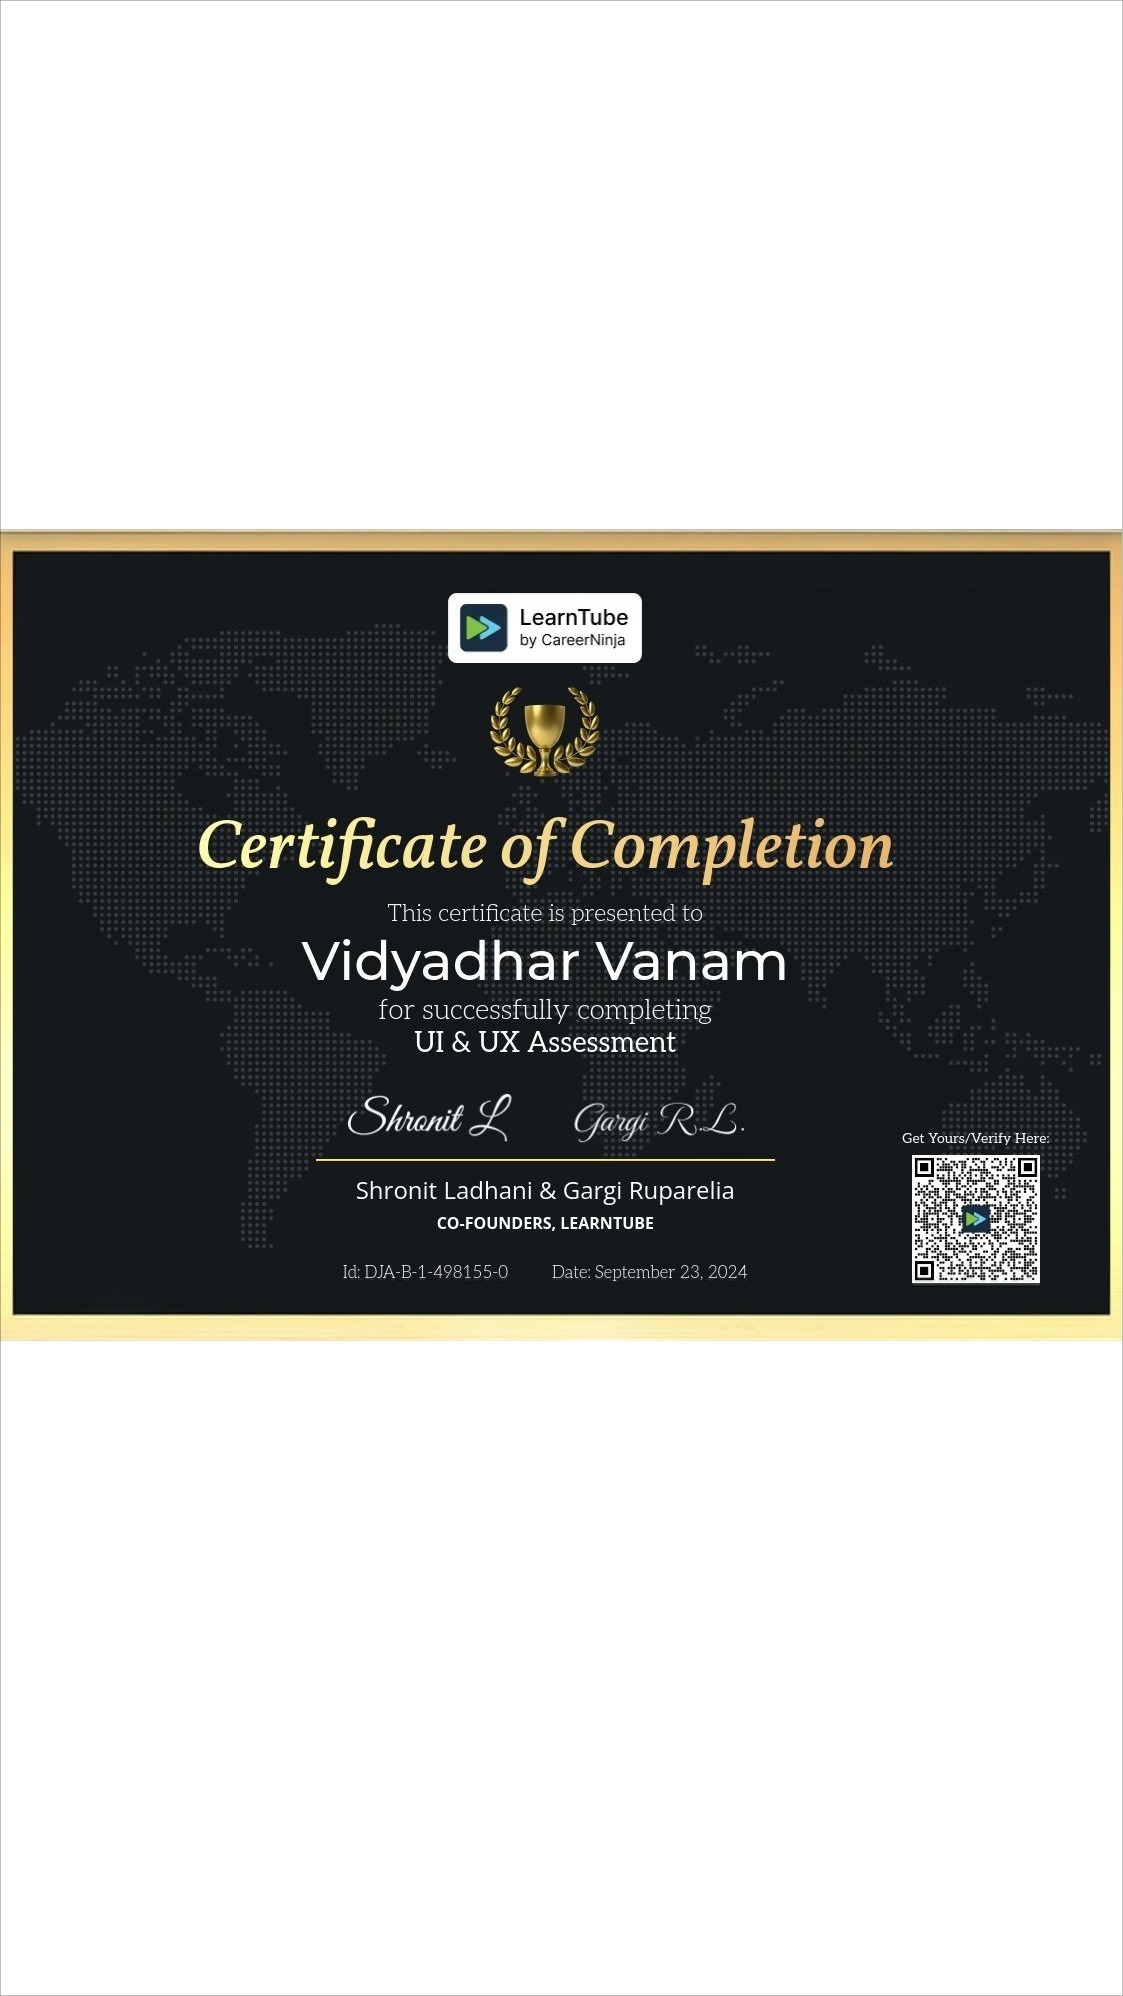 LearnTube
by CareerNinja
Certificate of Completion
This certificate is presented to
Vidyadhar Vanam
for successfully completing
UI & UX Assessment
Shronit L Gargi R.L.
Shronit Ladhani & Gargi Ruparelia
CO-FOUNDERS, LEARNTUBE
Id: DJA-B-1-498155-0 Date: September 23, 2024
Get Yours/Verify Here: